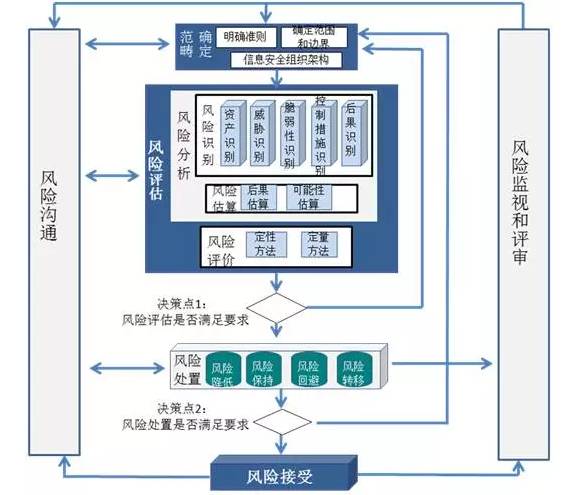 确定
范畴
明确准则
确定范围
和边界
信息安全组织架构
风险沟通
风险监视和评审
风险评估
风险分析
风险识别
资产识别
威胁识别
脆弱性识别
控制措施识别
后果识别
风险
估算
后果
估算
可能性
估算
风险
评价
定性
方法
定量
方法
决策点1：
风险评估是否满足要求
风险
处置
风险
降低
风险
保持
风险
回避
风险
转移
决策点2：
风险处置是否满足要求
风险接受